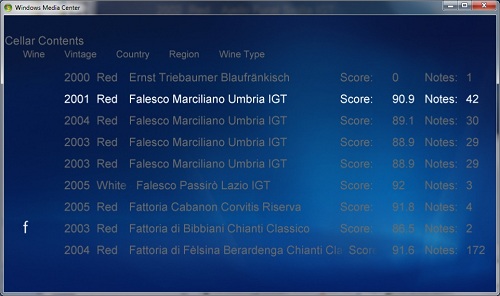 Windows Media Center
Cellar Contents
Wine Vintage Country Region Wine Type
2000 Red Ernst Triebaumer Blaufränkisch Score: 0 Notes: 1
2001 Red Falesco Marciliano Umbria IGT Score: 90.9 Notes: 42
2004 Red Falesco Marciliano Umbria IGT Score: 89.1 Notes: 30
2003 Red Falesco Marciliano Umbria IGT Score: 88.9 Notes: 29
2003 Red Falesco Marciliano Umbria IGT Score: 88.9 Notes: 29
2005 White Falesco Passirò Lazio IGT Score: 92 Notes: 3
2005 Red Fattoria Cabanon Corvitis Riserva Score: 91.8 Notes: 4
f 2003 Red Fattoria di Bibbiani Chianti Classico Score: 86.5 Notes: 2
2004 Red Fattoria di Fèlsina Berardenga Chianti Cla Score: 91.6 Notes: 172